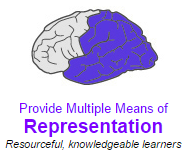 Provide Multiple Means of
Representation
Resourceful, knowledgeable learners